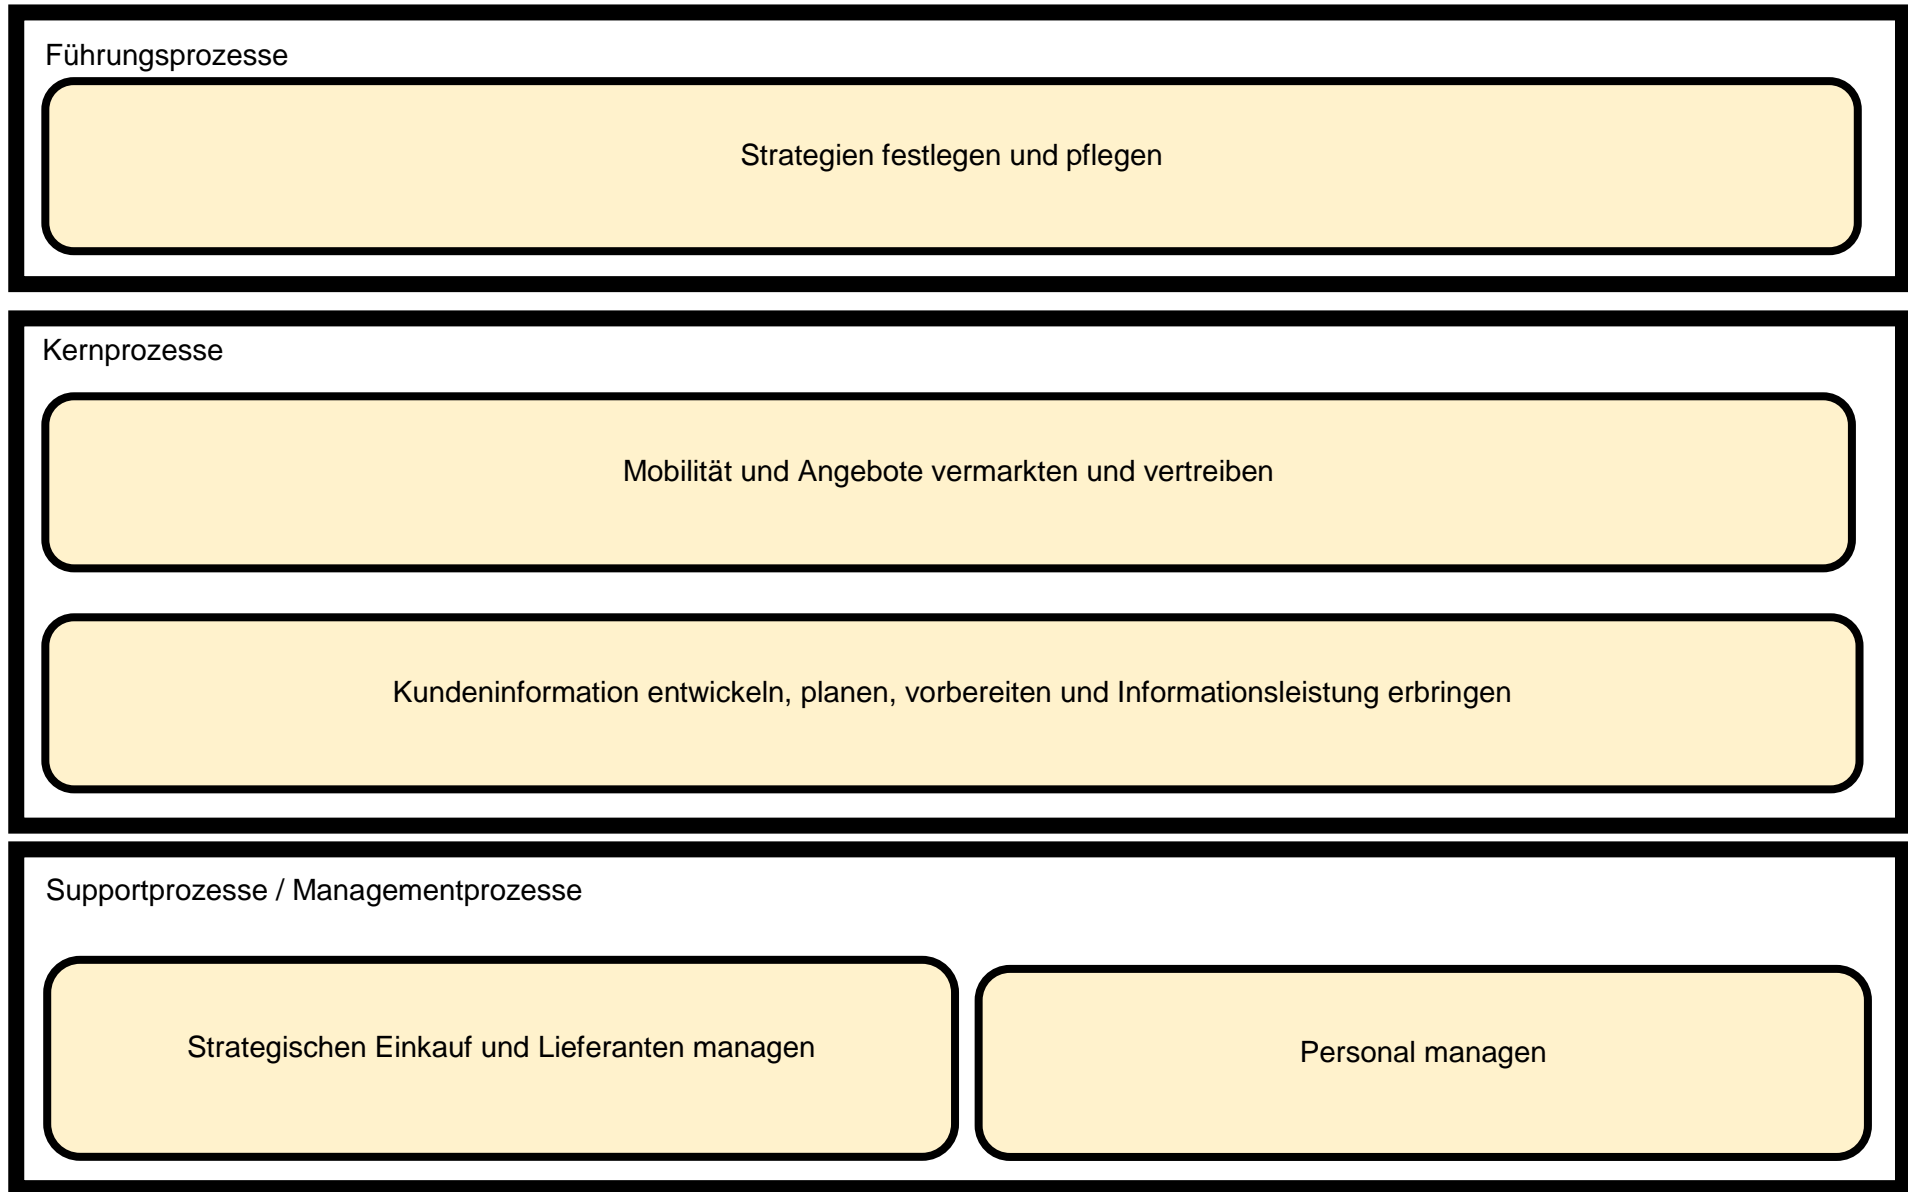 Führungsprozesse
Strategien festlegen und pflegen
Kernprozesse
Mobilität und Angebote vermarkten und vertreiben
Kundeninformation entwickeln, planen, vorbereiten und Informationsleistung erbringen
Supportprozesse / Managementprozesse
Strategischen Einkauf und Lieferanten managen
Personal managen